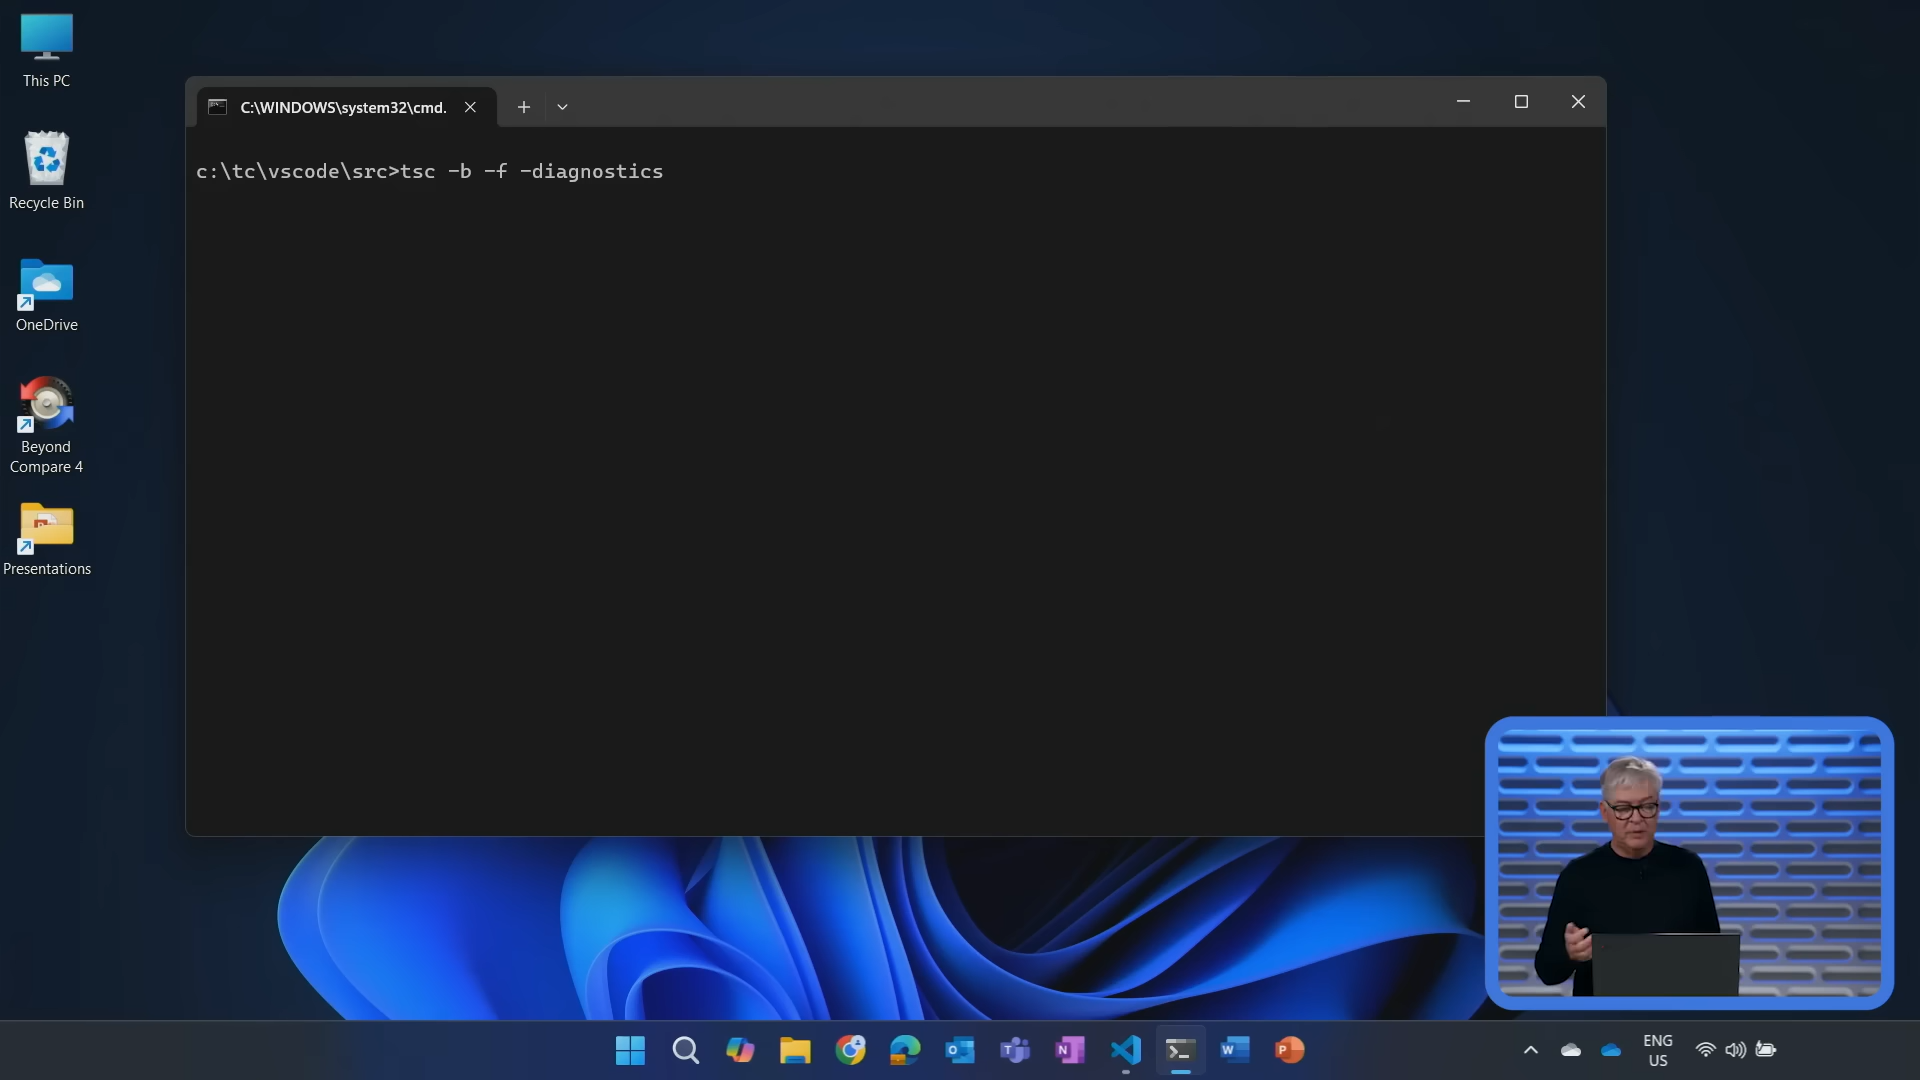 This PC
Recycle Bin
OneDrive
Beyond
Compare 4
Presentations
C:\WINDOWS\system32\cmd.
c:\tc\vscode\src>tsc -b -f -diagnostics
ENG
US